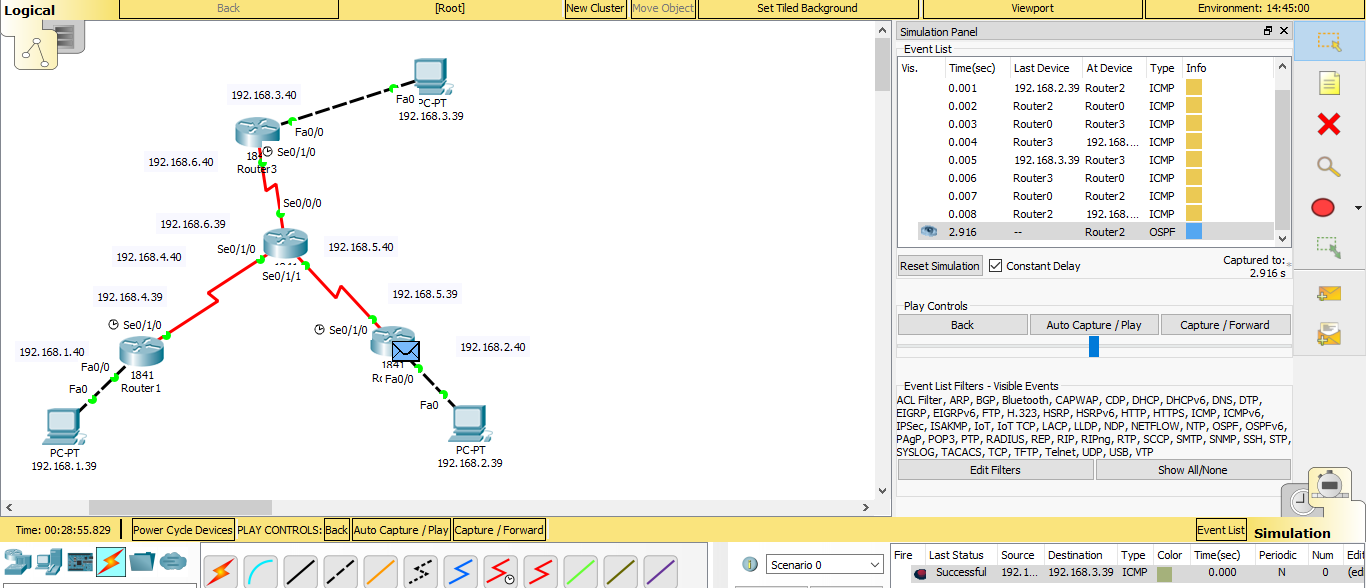 Logical
Back
[Root]
New Cluster
Move Object
Set Tiled Background
Viewport
Environment: 14:45:00
192.168.3.40
Fa0
PC-PT
192.168.3.39
Fa0/0
Se0/1/0
Router3
192.168.6.40
Se0/0/0
192.168.6.39
Se0/1/0
192.168.5.40
192.168.4.40
Se0/1/1
192.168.4.39
192.168.5.39
Se0/1/0
Se0/1/0
192.168.1.40
192.168.2.40
Fa0/0
1841
Router1
1841
Fa0/0
Fa0
Fa0
PC-PT
192.168.1.39
PC-PT
192.168.2.39
Simulation Panel
Event List
Vis. Time(sec) Last Device At Device Type Info
0.001 192.168.2.39 Router2 ICMP
0.002 Router2 Router0 ICMP
0.003 Router0 Router3 ICMP
0.004 Router3 192.168.... ICMP
0.005 192.168.3.39 Router3 ICMP
0.006 Router3 Router0 ICMP
0.007 Router0 Router2 ICMP
0.008 Router2 192.168.... ICMP
2.916 -- Router2 OSPF
Reset Simulation
Constant Delay
Captured to:
2.916 s
Play Controls
Back
Auto Capture / Play
Capture / Forward
Event List Filters - Visible Events
ACL Filter, ARP, BGP, Bluetooth, CAPWAP, CDP, DHCP, DHCPv6, DNS, DTP,
EIGRP, EIGRPv6, FTP, H.323, HSRP, HSRPv6, HTTP, HTTPS, ICMP, ICMPv6,
IPSec, ISAKMP, IoT, IoT TCP, LACP, LLDP, NDP, NETFLOW, NTP, OSPF, OSPFv6,
PAgP, POP3, PTP, RADIUS, REP, RIP, RIPng, RTP, SCCP, SMTP, SNMP, SSH, STP,
SYSLOG, TACACS, TCP, TFTP, Telnet, UDP, USB, VTP
Edit Filters
Show All/None
Time: 00:28:55.829
Power Cycle Devices
PLAY CONTROLS:
Back
Auto Capture / Play
Capture / Forward
Event List
Simulation
Scenario 0
Fire Last Status Source Destination Type Color Time(sec) Periodic Num Edit
Successful 192.1... 192.168.3.39 ICMP 0.000 N 0 (ed